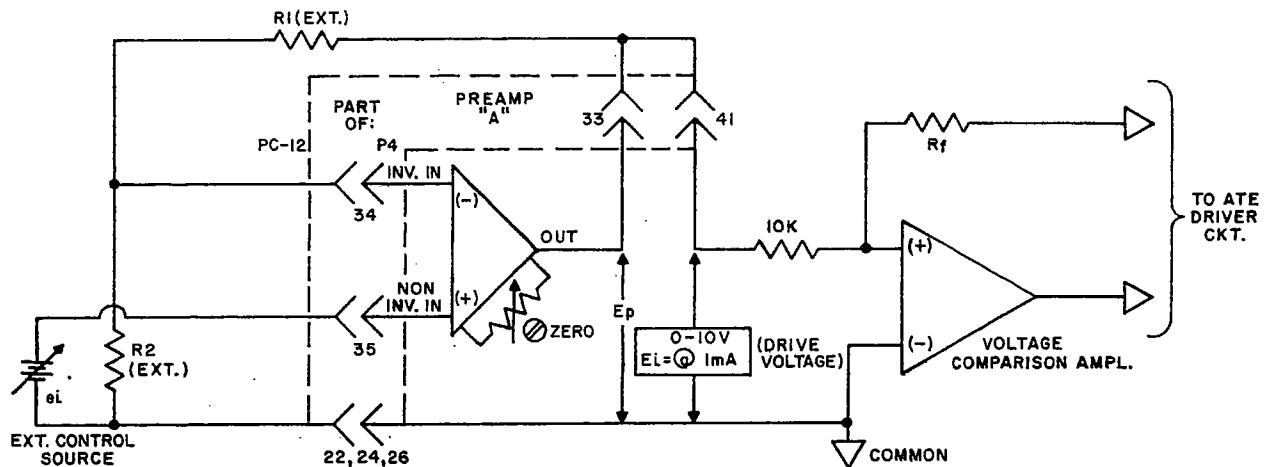 R1(EXT.)
PREAMP
"A"
PART
OF:
PC-12
P4
33
41
Rf
INV. IN
(-)
34
OUT
10K
(+)
TO ATE
DRIVER
CKT.
NON
INV. IN
(+)
35
ZERO
Ep
0-10V
Ei=@ 1mA
(DRIVE
VOLTAGE)
(-)
VOLTAGE
COMPARISON AMPL.
R2
(EXT.)
ei
EXT. CONTROL
SOURCE
22, 24, 26
COMMON